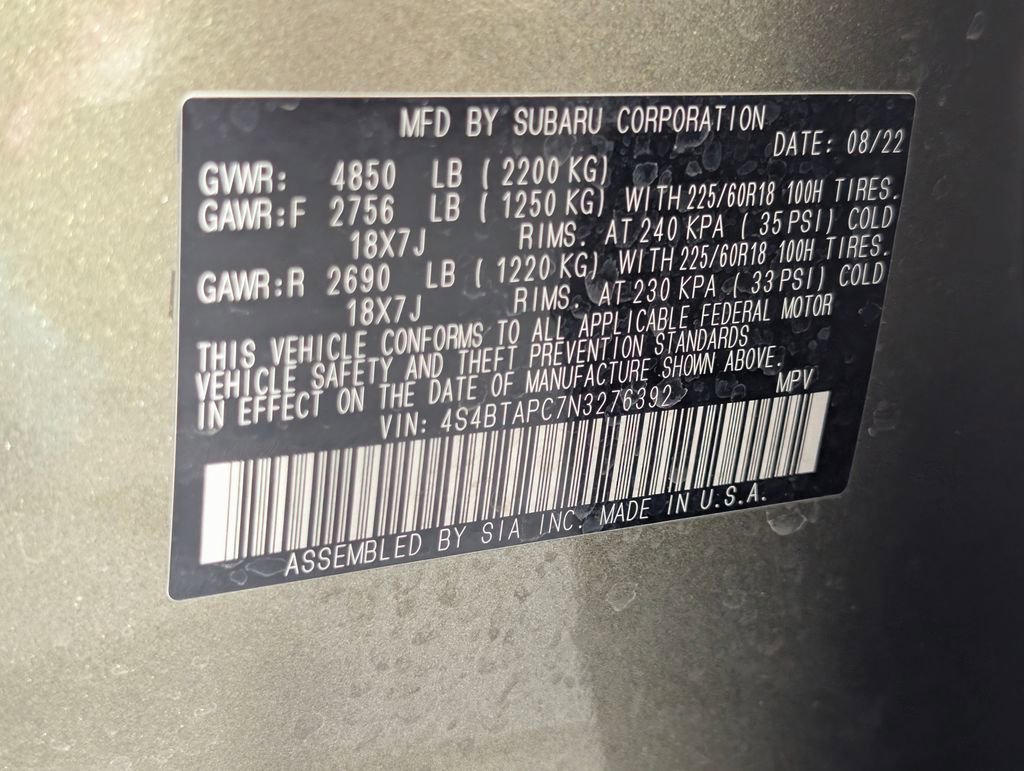 MFD BY SUBARU CORPORATION
DATE: 08/22
GVWR: 4850 LB ( 2200 KG)
GAWR:F 2756 LB ( 1250 KG) WITH 225/60R18 100H TIRES.
18X7J RIMS. AT 240 KPA ( 35 PSI) COLD
GAWR:R 2690 LB ( 1220 KG) WITH 225/60R18 100H TIRES.
18X7J RIMS. AT 230 KPA ( 33 PSI) COLD
THIS VEHICLE CONFORMS TO ALL APPLICABLE FEDERAL MOTOR
VEHICLE SAFETY AND THEFT PREVENTION STANDARDS
IN EFFECT ON THE DATE OF MANUFACTURE SHOWN ABOVE.
VIN: 4S4BTAPC7N3276392 MPV
ASSEMBLED BY SIA INC. MADE IN U.S.A.